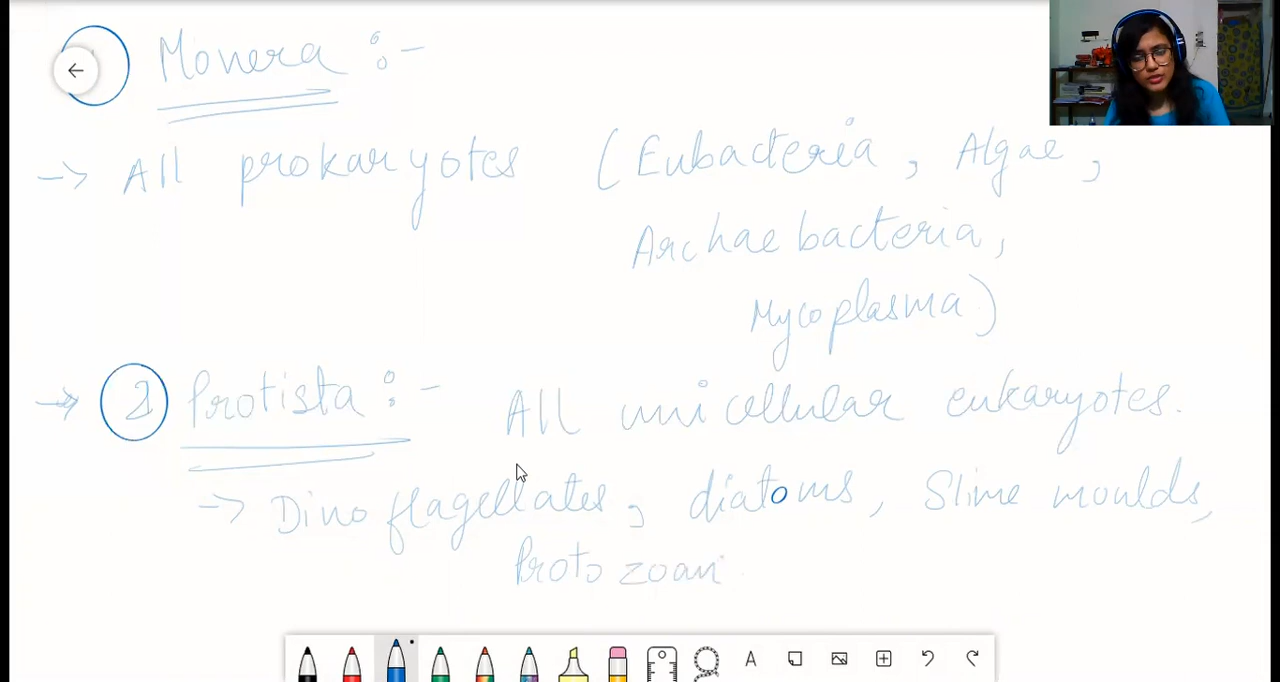 Monera :-
-> All prokaryotes (Eubacteria, Algae,
Archaebacteria,
Mycoplasma)
-> 2 Protista :- All unicellular eukaryotes.
-> Dinoflagellates, diatoms, Slime moulds,
Protozoan
A